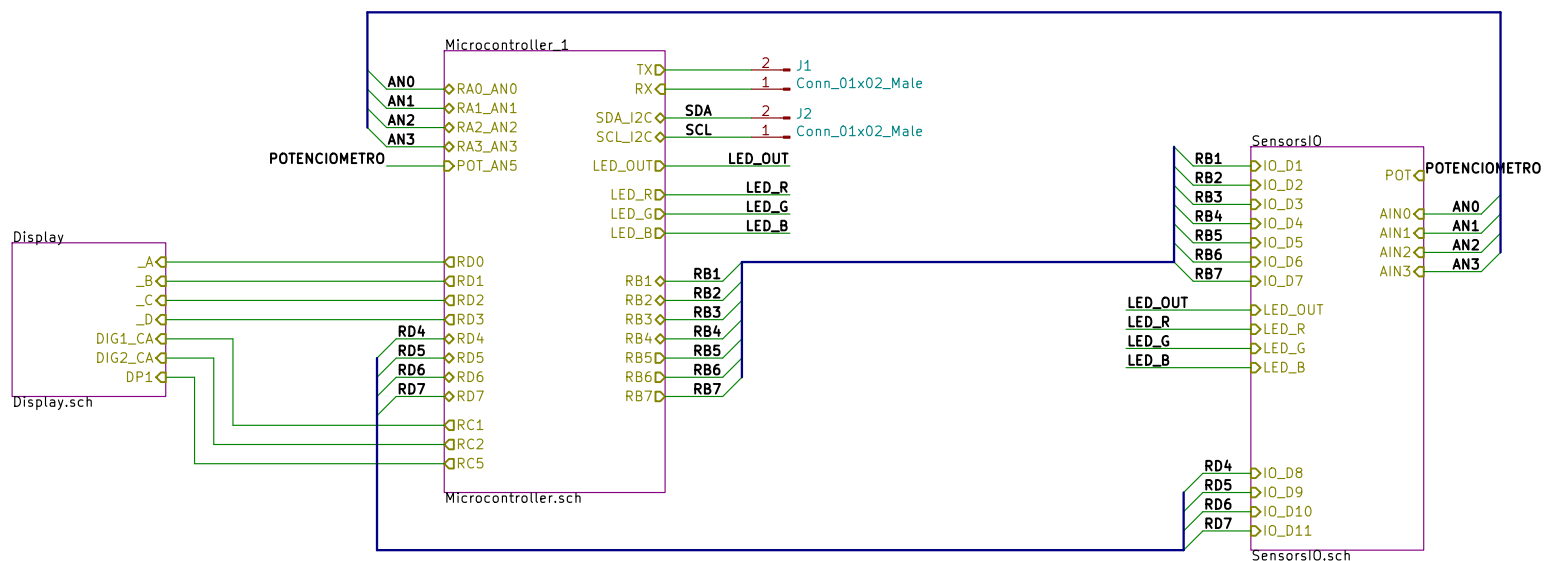 Microcontroller_1
AN0 RA0_AN0
AN1 RA1_AN1
AN2 RA2_AN2
AN3 RA3_AN3
POTENCIOMETRO POT_AN5
TX 2 J1
RX 1 Conn_01x02_Male
SDA_I2C SDA 2 J2
SCL_I2C SCL 1 Conn_01x02_Male
LED_OUT LED_OUT
LED_R LED_R
LED_G LED_G
LED_B LED_B
Display
_A RD0
_B RD1
_C RD2
_D RD3
DIG1_CA RD4 RD4
DIG2_CA RD5 RD5
DP1 RD6 RD6
RD7 RD7
RC1
RC2
RC5
Display.sch
RB1 RB1
RB2 RB2
RB3 RB3
RB4 RB4
RB5 RB5
RB6 RB6
RB7 RB7
Microcontroller.sch
SensorsIO
RB1 IO_D1
RB2 IO_D2
RB3 IO_D3
RB4 IO_D4
RB5 IO_D5
RB6 IO_D6
RB7 IO_D7
LED_OUT LED_OUT
LED_R LED_R
LED_G LED_G
LED_B LED_B
POT POTENCIOMETRO
AIN0 AN0
AIN1 AN1
AIN2 AN2
AIN3 AN3
RD4 IO_D8
RD5 IO_D9
RD6 IO_D10
RD7 IO_D11
SensorsIO.sch